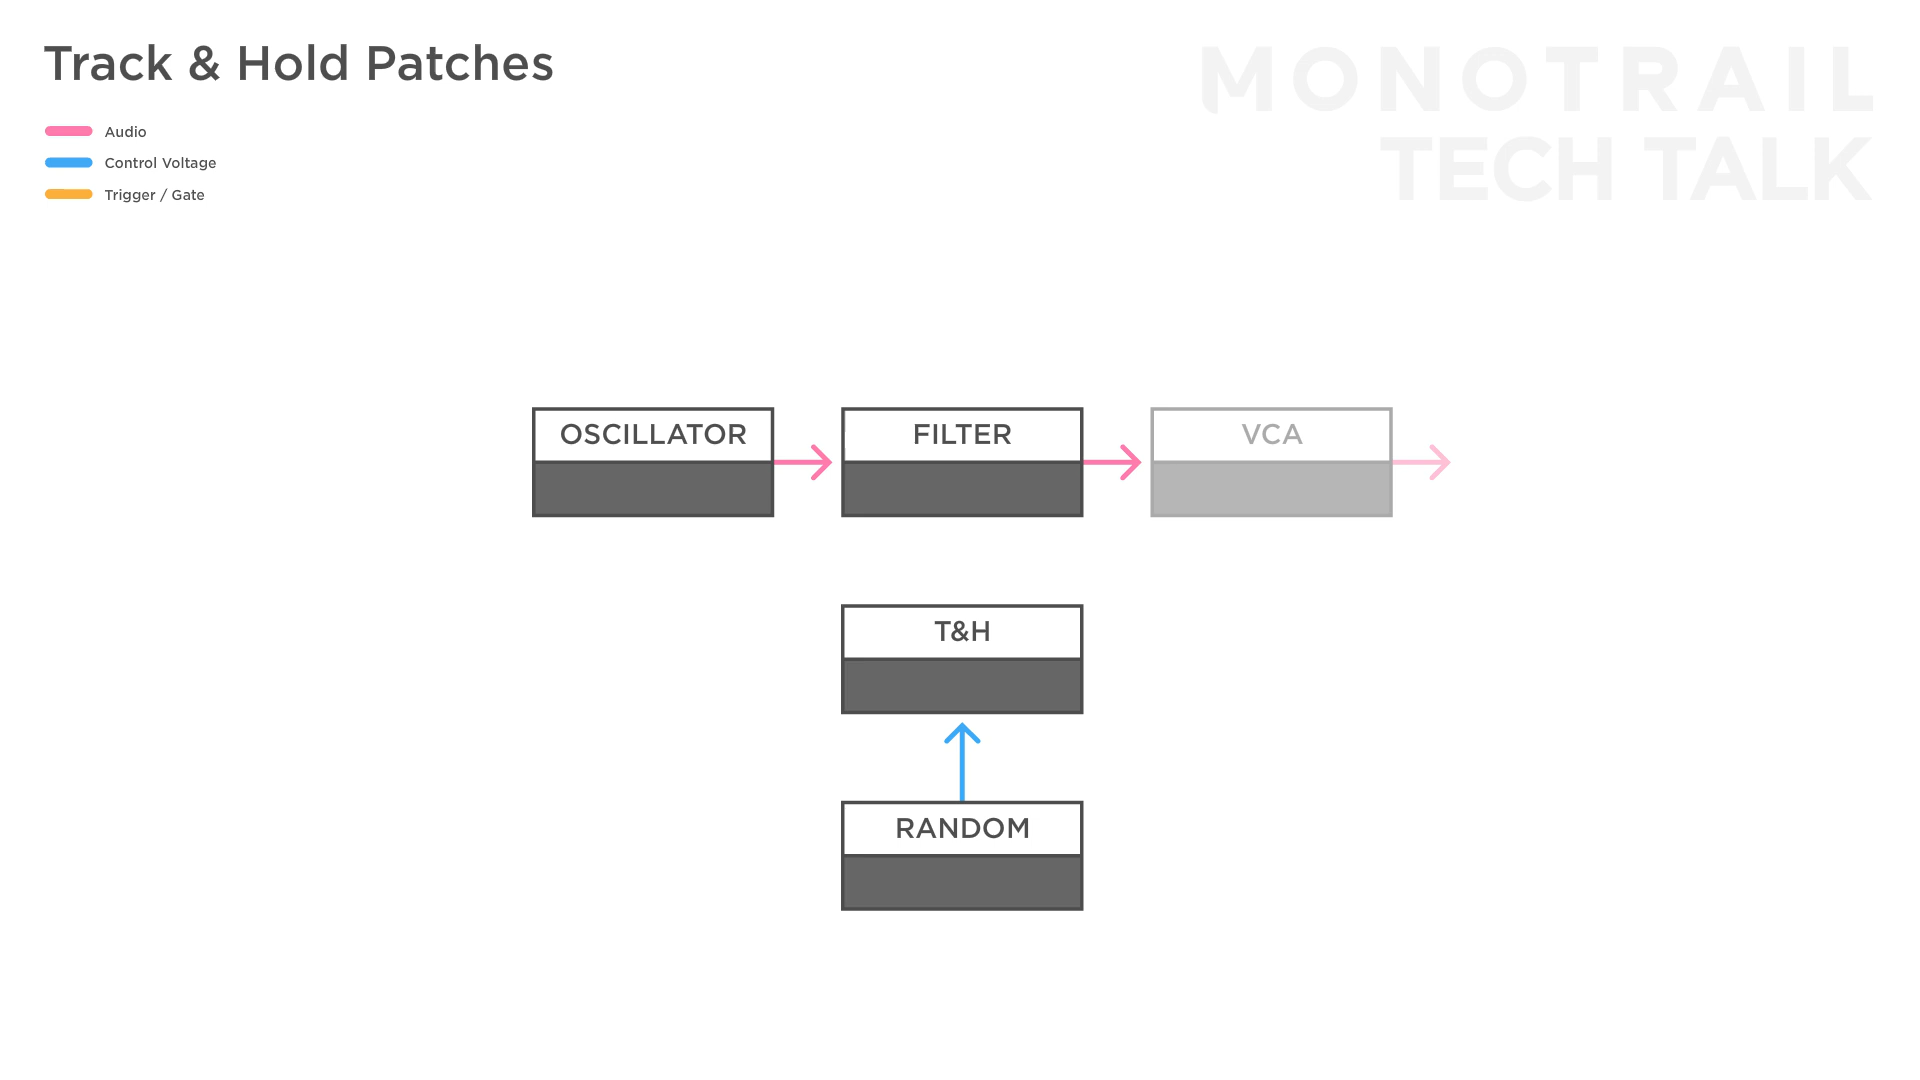 Track & Hold Patches
MONOTRAIL
TECH TALK
Audio
Control Voltage
Trigger / Gate
OSCILLATOR
FILTER
VCA
T&H
RANDOM